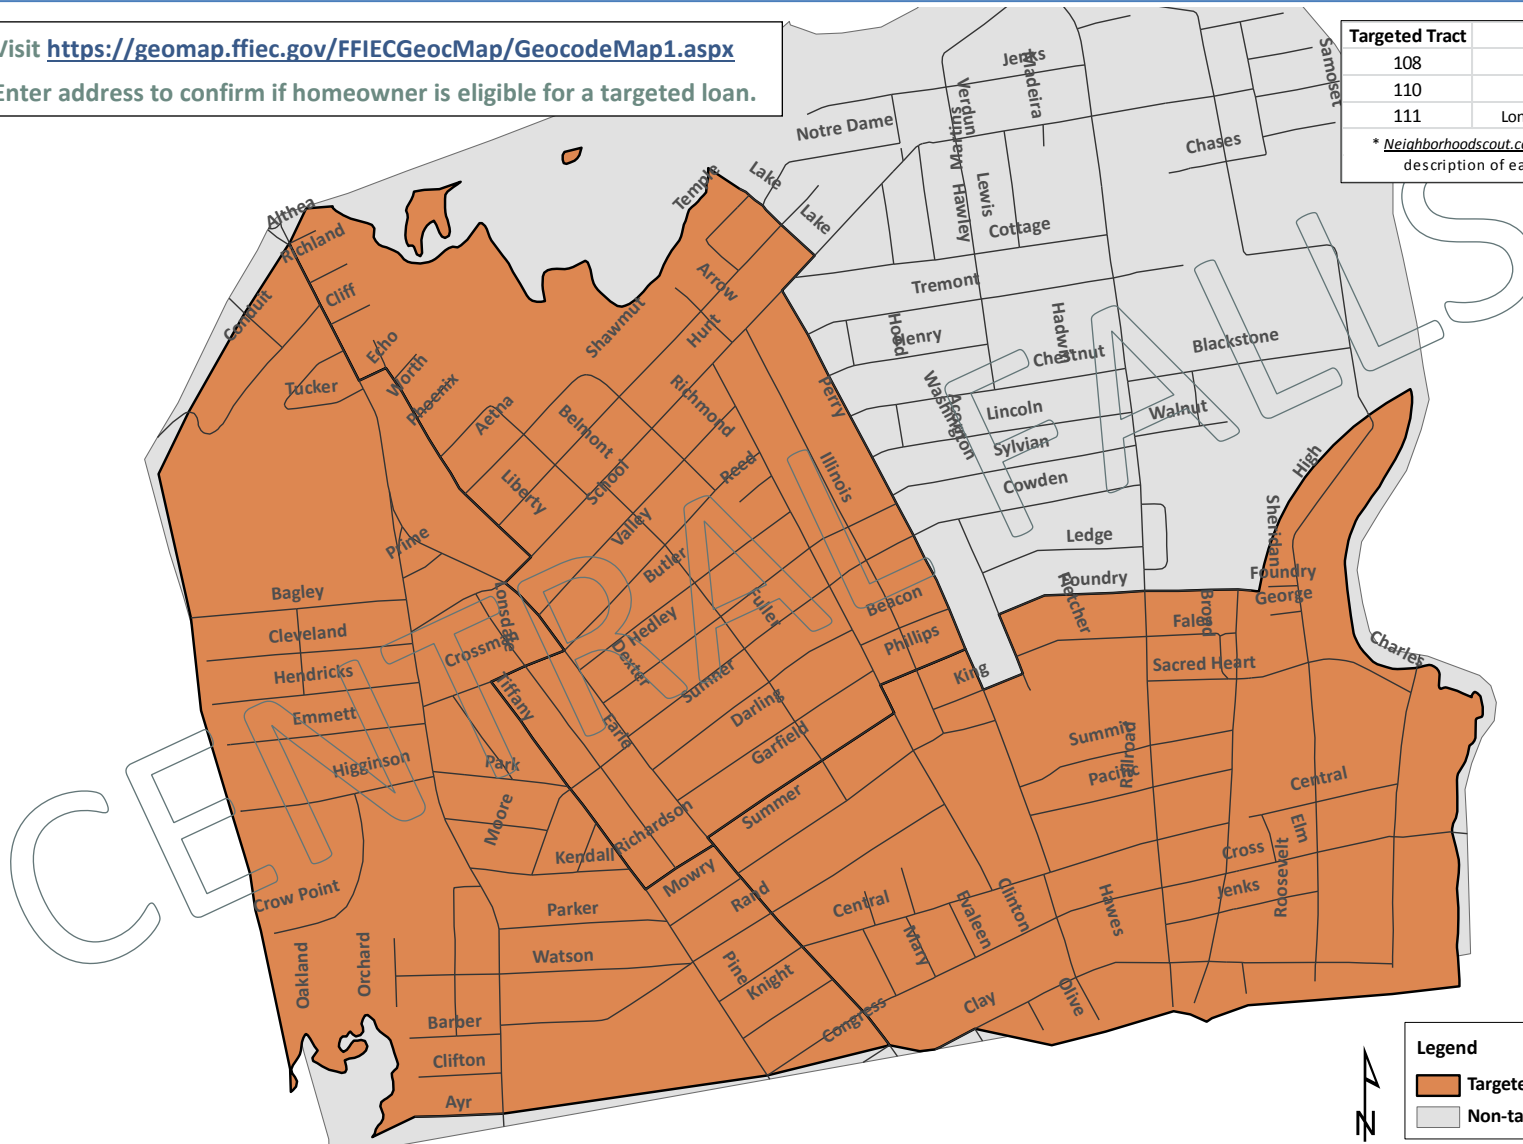 Visit https://geomap.ffiec.gov/FFIECGeocMap/GeocodeMap1.aspx
Enter address to confirm if homeowner is eligible for a targeted loan.
Targeted Tract
108
110
111 Lon
* Neighborhoodscout.co
description of ea
Jenks
Madeira
Samoset
Verdun
Notre Dame
Martins
Chases
Lake
Temple
Lewis
Hawley
Lake
Cottage
Althea
Richland
Arrow
Tremont
Cliff
Conduit
Shawmut
Hurt
Hood
Henry
Hadwin
Blackstone
Echo
Chestnut
Worth
Tucker
Phoenix
Perry
Richmond
Washington
Acorn
Lincoln
Walnut
Aetna
Belmont
Sylvian
High
Reed
Illinois
School
Cowden
Liberty
Valley
Ledge
Sheridan
Prime
Butler
Foundry
Foundry
Fletcher
Bagley
Lonsdale
Fuller
Beacon
George
Broad
Fales
Cleveland
Hedley
Crossman
Phillips
Charles
Dexter
Sacred Heart
Hendricks
Sumner
King
Tiffany
Emmett
Darling
Earle
Garfield
Summit
Railroad
Higginson
Park
Pacific
Central
Summer
Moore
Richardson
Elm
Kendall
Cross
Mowry
Rand
Jenks
Roosevelt
Crow Point
Parker
Central
Evaleen
Clinton
Hawes
Mary
Watson
Pine
Oakland
Orchard
Knight
Clay
Olive
Barber
Congress
Clifton
Ayr
CENTRAL FALLS
N
Legend
Targete
Non-ta